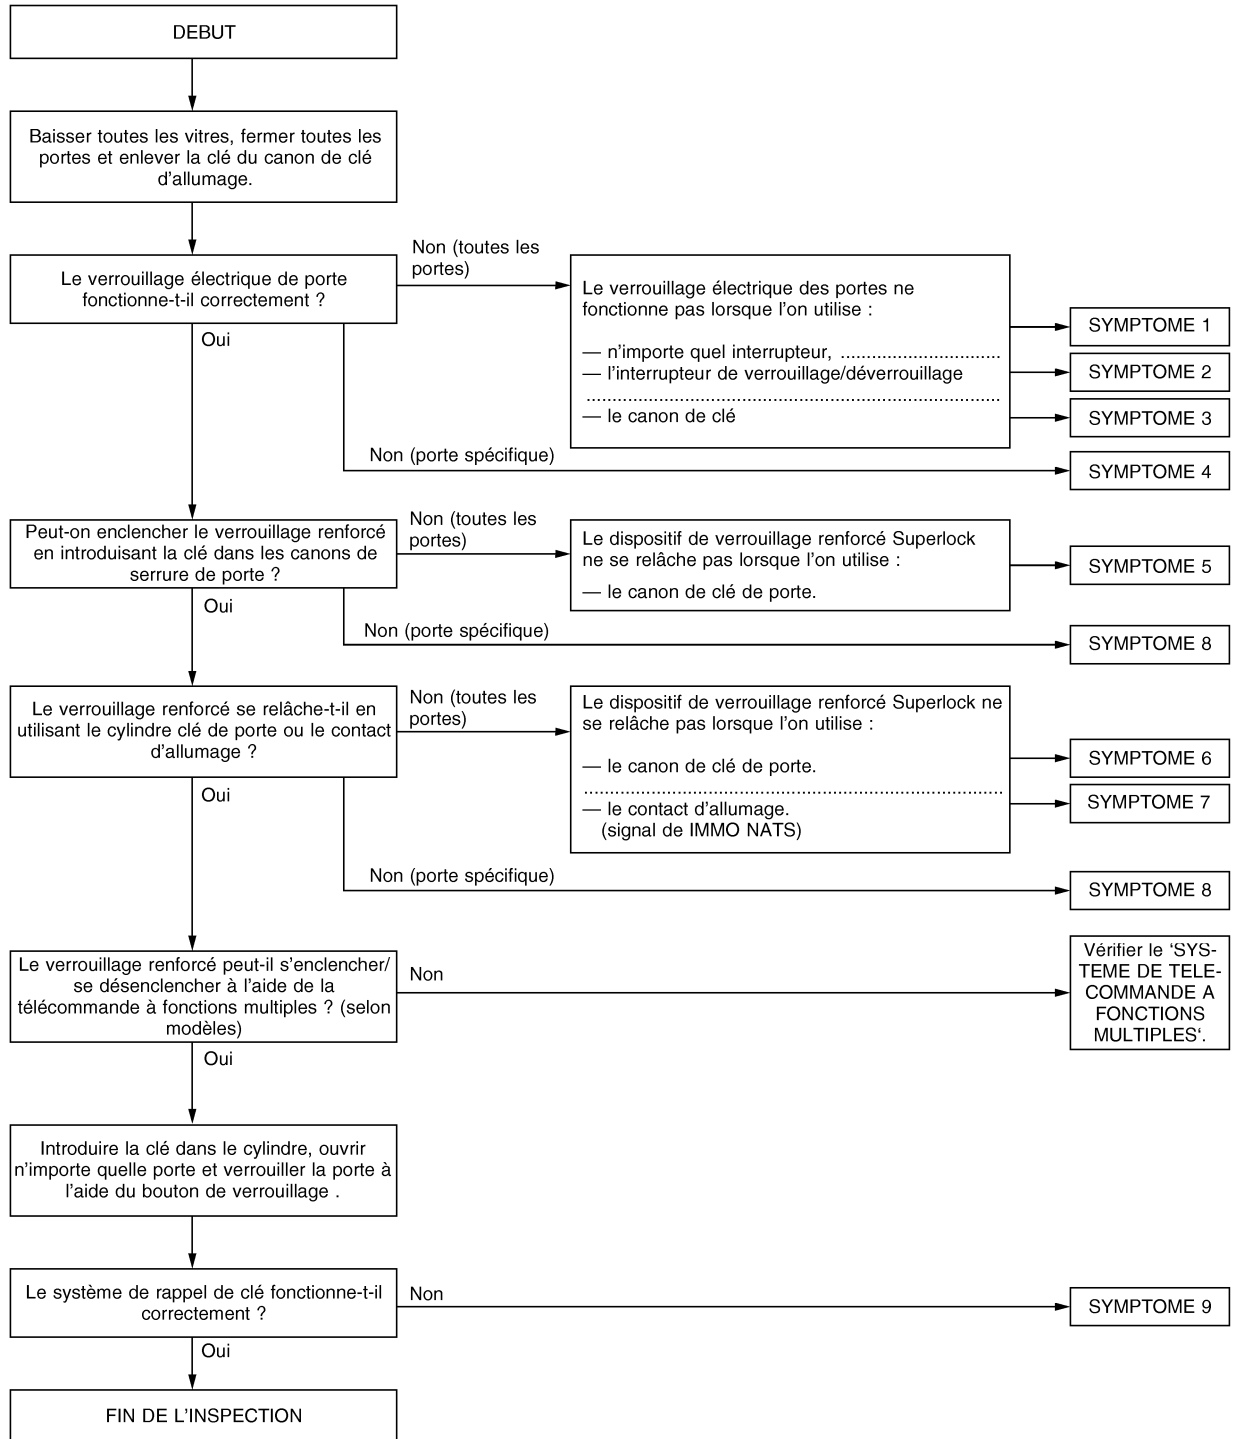 DEBUT
Baisser toutes les vitres, fermer toutes les
portes et enlever la clé du canon de clé
d'allumage.
Le verrouillage électrique de porte
fonctionne-t-il correctement ?
Non (toutes les
portes)
Le verrouillage électrique des portes ne
fonctionne pas lorsque l'on utilise :
— n'importe quel interrupteur, ...............................
— l'interrupteur de verrouillage/déverrouillage
................................................................................
— le canon de clé
SYMPTOME 1
SYMPTOME 2
SYMPTOME 3
Oui
Non (porte spécifique)
SYMPTOME 4
Peut-on enclencher le verrouillage renforcé
en introduisant la clé dans les canons de
serrure de porte ?
Non (toutes les
portes)
Le dispositif de verrouillage renforcé Superlock
ne se relâche pas lorsque l'on utilise :
— le canon de clé de porte.
SYMPTOME 5
Oui
Non (porte spécifique)
SYMPTOME 8
Le verrouillage renforcé se relâche-t-il en
utilisant le cylindre clé de porte ou le contact
d'allumage ?
Non (toutes les
portes)
Le dispositif de verrouillage renforcé Superlock ne
se relâche pas lorsque l'on utilise :
— le canon de clé de porte.
................................................................................
— le contact d'allumage.
(signal de IMMO NATS)
SYMPTOME 6
SYMPTOME 7
Oui
Non (porte spécifique)
SYMPTOME 8
Le verrouillage renforcé peut-il s'enclencher/
se désenclencher à l'aide de la
télécommande à fonctions multiples ? (selon
modèles)
Non
Vérifier le ‘SYS-
TEME DE TELE-
COMMANDE A
FONCTIONS
MULTIPLES‘.
Oui
Introduire la clé dans le cylindre, ouvrir
n'importe quelle porte et verrouiller la porte à
l'aide du bouton de verrouillage .
Le système de rappel de clé fonctionne-t-il
correctement ?
Non
SYMPTOME 9
Oui
FIN DE L'INSPECTION